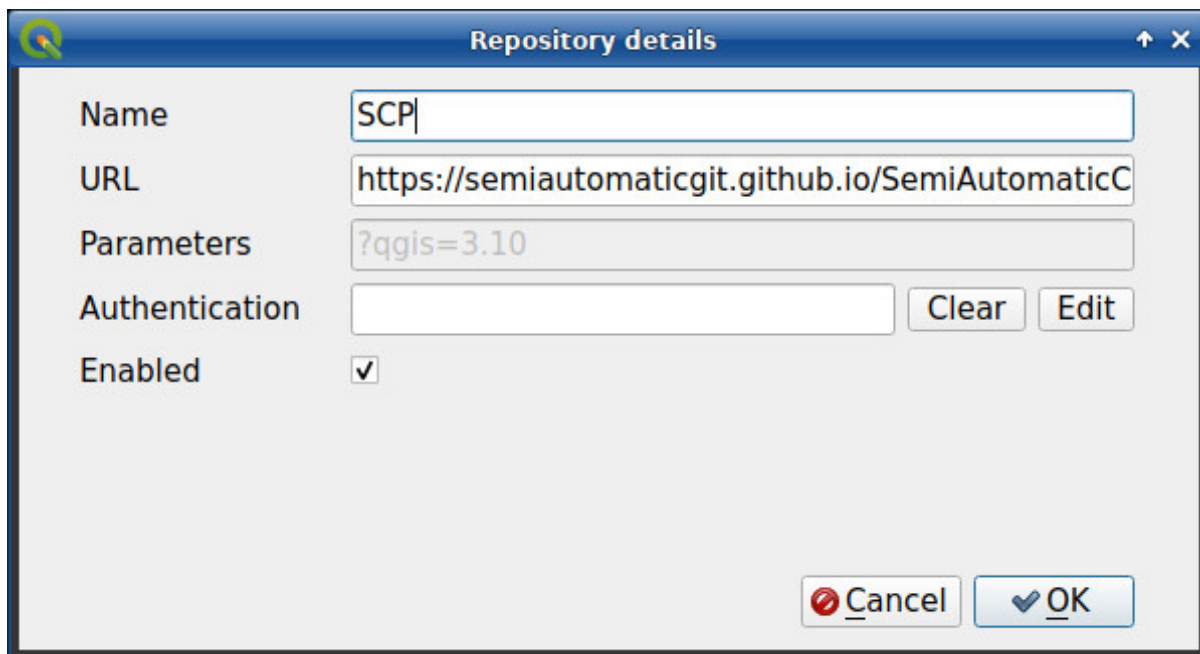 Repository details
Name SCP
URL https://semiautomaticgit.github.io/SemiAutomaticC
Parameters ?qgis=3.10
Authentication Clear Edit
Enabled
Cancel OK